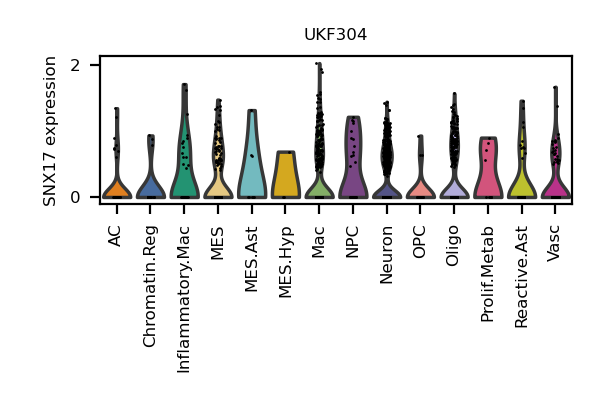 UKF304
SNX17 expression
2
0
AC
Chromatin.Reg
Inflammatory.Mac
MES
MES.Ast
MES.Hyp
Mac
NPC
Neuron
OPC
Oligo
Prolif.Metab
Reactive.Ast
Vasc